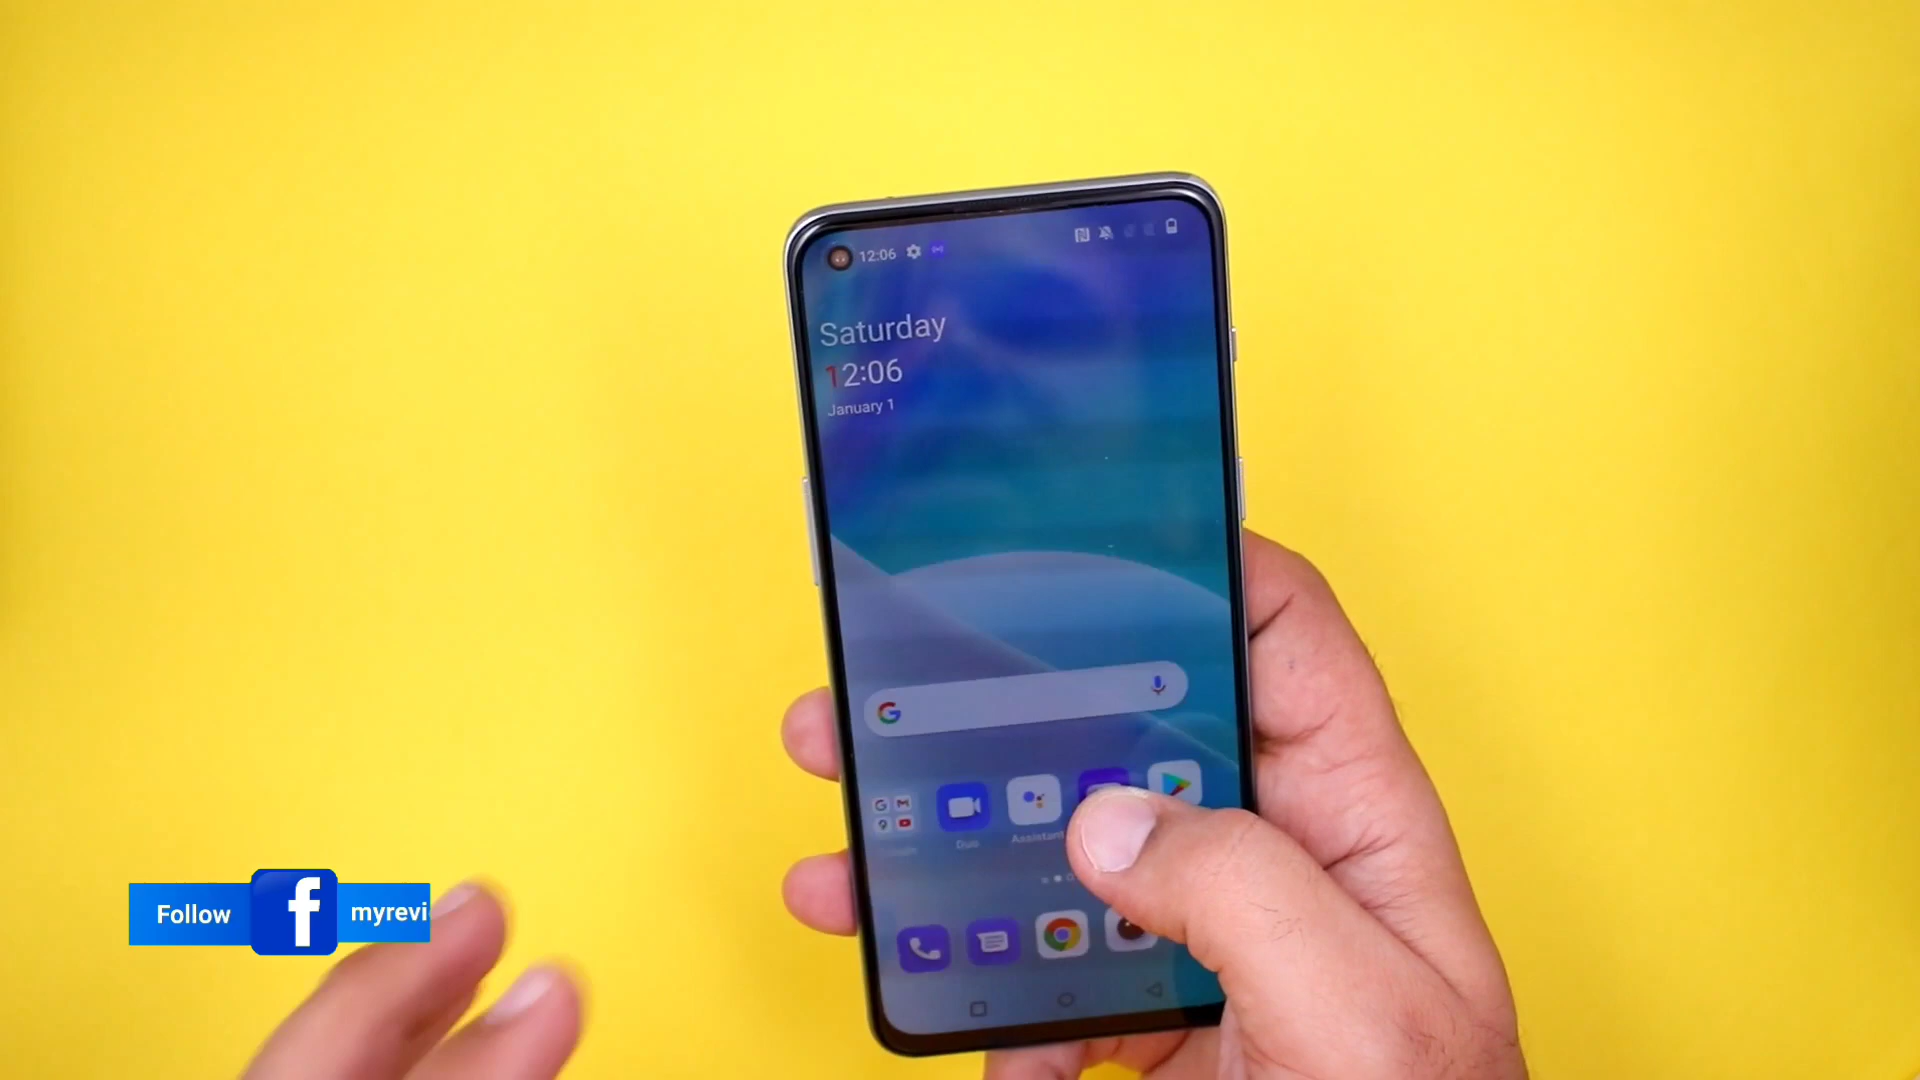 12:06
Saturday
12:06
January 1
Duo
Assistant
Follow
f
myrevi